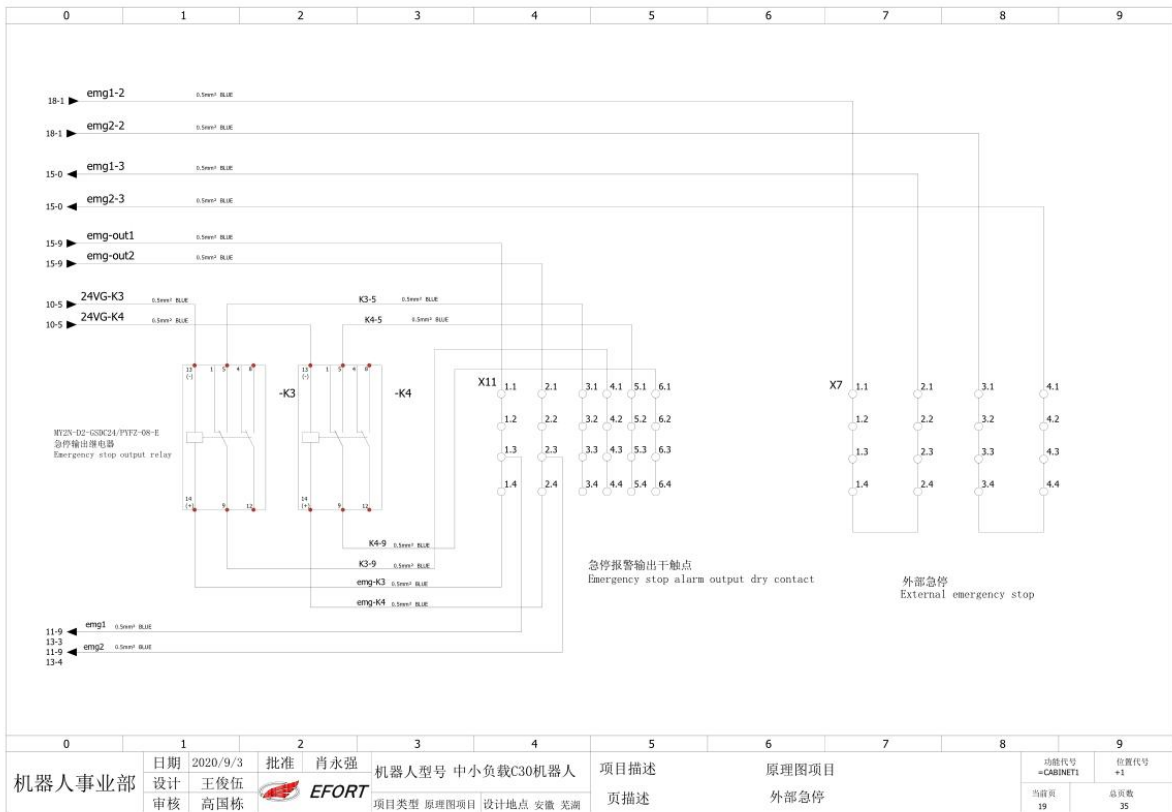 0 1 2 3 4 5 6 7 8 9
18-1 emg1-2 0.5mm² BLUE
18-1 emg2-2 0.5mm² BLUE
15-0 emg1-3 0.5mm² BLUE
15-0 emg2-3 0.5mm² BLUE
15-9 emg-out1 0.5mm² BLUE
15-9 emg-out2 0.5mm² BLUE
10-5 24VG-K3 0.5mm² BLUE K3-5 0.5mm² BLUE
10-5 24VG-K4 0.5mm² BLUE K4-5 0.5mm² BLUE
13 1 5 4 8 13 1 5 4 8
(-) (-)
-K3 -K4
X11 1.1 2.1 3.1 4.1 5.1 6.1 X7 1.1 2.1 3.1 4.1
1.2 2.2 3.2 4.2 5.2 6.2 1.2 2.2 3.2 4.2
1.3 2.3 3.3 4.3 5.3 6.3 1.3 2.3 3.3 4.3
1.4 2.4 3.4 4.4 5.4 6.4 1.4 2.4 3.4 4.4
MY2N-D2-GSDC24/PYFZ-08-E
急停输出继电器
Emergency stop output relay
14 9 12 14 9 12
(+) (+)
K4-9 0.5mm² BLUE
K3-9 0.5mm² BLUE
emg-K3 0.5mm² BLUE
emg-K4 0.5mm² BLUE
急停报警输出干触点
Emergency stop alarm output dry contact
外部急停
External emergency stop
11-9 emg1 0.5mm² BLUE
13-3
11-9 emg2 0.5mm² BLUE
13-4
0 1 2 3 4 5 6 7 8 9
机器人事业部
日期 2020/9/3 批准 肖永强
设计 王俊伍
审核 高国栋
EFORT
机器人型号 中小负载C30机器人
项目类型 原理图项目 设计地点 安徽 芜湖
项目描述 原理图项目
页描述 外部急停
功能代号 位置代号
=CABINET1 +1
当前页 总页数
19 35